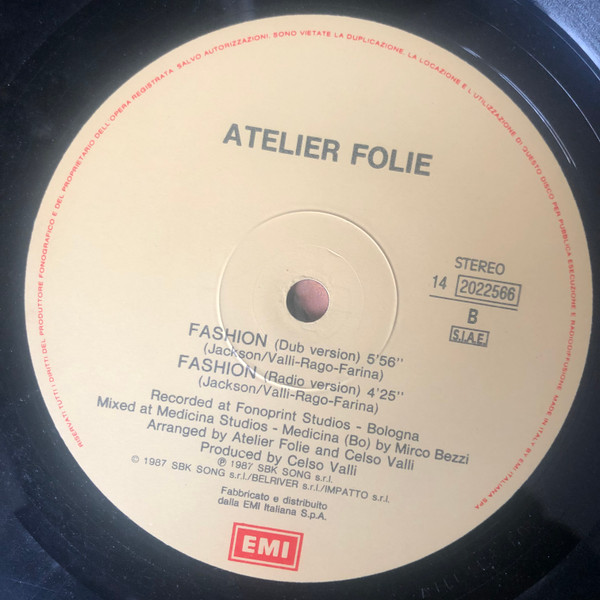 RISERVATI TUTTI I DIRITTI DEL PRODUTTORE FONOGRAFICO E DEL PROPRIETARIO DELL'OPERA REGISTRATA. SALVO AUTORIZZAZIONI, SONO VIETATE LA DUPLICAZIONE, LA LOCAZIONE E L'UTILIZZAZIONE DI QUESTO DISCO PER PUBBLICA ESECUZIONE E RADIODIFFUSIONE. MADE IN ITALY BY EMI ITALIANA SPA
ATELIER FOLIE
STEREO
14 2022566
B
S.I.A.E.
FASHION (Dub version) 5'56''
(Jackson/Valli-Rago-Farina)
FASHION (Radio version) 4'25''
(Jackson/Valli-Rago-Farina)
Recorded at Fonoprint Studios - Bologna
Mixed at Medicina Studios - Medicina (Bo) by Mirco Bezzi
Arranged by Atelier Folie and Celso Valli
Produced by Celso Valli
℗ 1987 SBK SONG s.r.l.
© 1987 SBK SONG s.r.l./BELRIVER s.r.l./IMPATTO s.r.l.
Fabbricato e distribuito
dalla EMI Italiana S.p.A.
EMI